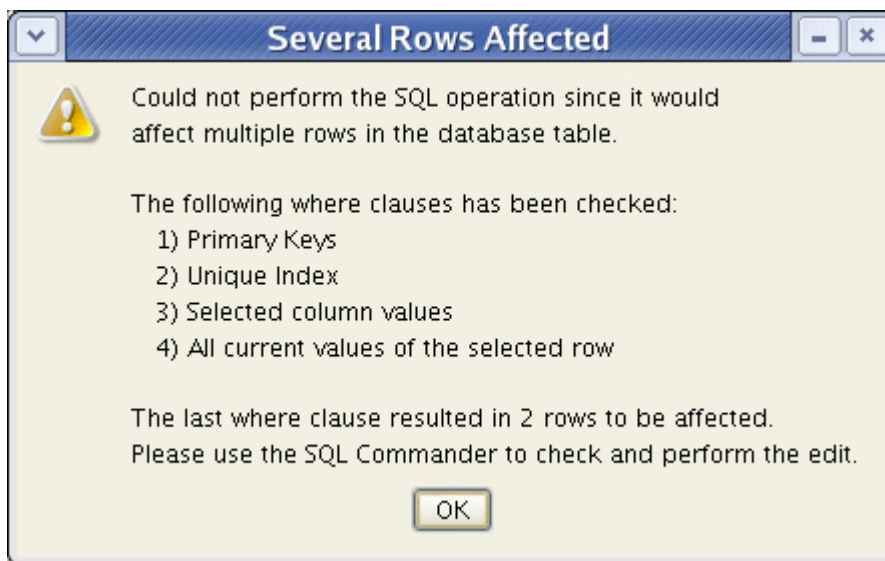 Several Rows Affected
Could not perform the SQL operation since it would
affect multiple rows in the database table.
The following where clauses has been checked:
1) Primary Keys
2) Unique Index
3) Selected column values
4) All current values of the selected row
The last where clause resulted in 2 rows to be affected.
Please use the SQL Commander to check and perform the edit.
OK